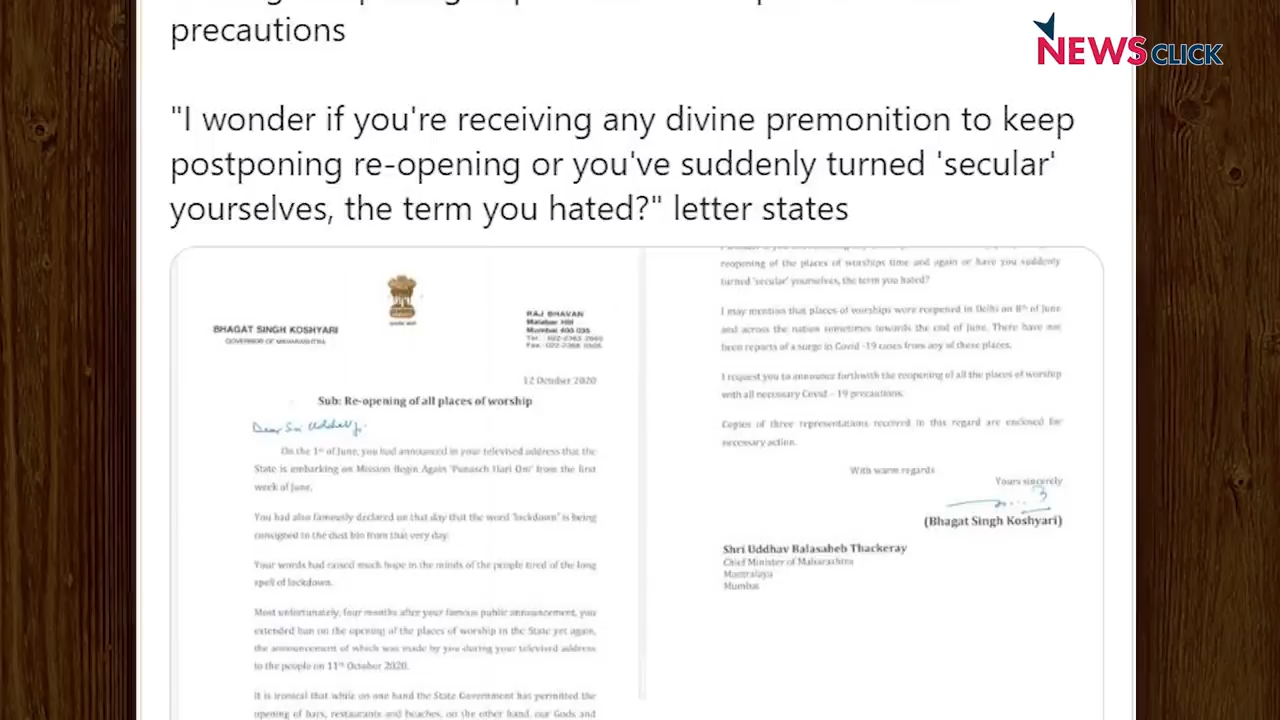 precautions
NEWSCLICK
"I wonder if you're receiving any divine premonition to keep
postponing re-opening or you've suddenly turned 'secular'
yourselves, the term you hated?" letter states
BHAGAT SINGH KOSHYARI
GOVERNOR OF MAHARASHTRA
RAJ BHAVAN
Malabar Hill
Mumbai 400 035
12 October 2020
Sub: Re-opening of all places of worship
Dear Sri Uddhav Ji,
On the 1st of June, you had announced in your televised address that the
State is embarking on Mission Begin Again 'Punasch Hari Om' from the first
week of June.
You had also famously declared on that day that the word 'lockdown' is being
consigned to the dust bin from that very day.
Your words had raised much hope in the minds of the people tired of the long
spell of lockdown.
Most unfortunately, four months after your famous public announcement, you
extended ban on the opening of the places of worship in the State yet again,
the announcement of which was made by you during your televised address
to the people on 11th October 2020.
It is ironical that while on one hand the State Government has permitted the
opening of bars, restaurants and beaches, on the other hand, our Gods and
reopening of the places of worships time and again or have you suddenly
turned 'secular' yourselves, the term you hated?
I may mention that places of worships were reopened in Delhi on 8th of June
and across the nation sometimes towards the end of June. There have not
been reports of a surge in Covid -19 cases from any of these places.
I request you to announce forthwith the reopening of all the places of worship
with all necessary Covid – 19 precautions.
Copies of three representations received in this regard are enclosed for
necessary action.
With warm regards
Yours sincerely
(Bhagat Singh Koshyari)
Shri Uddhav Balasaheb Thackeray
Chief Minister of Maharashtra
Mantralaya
Mumbai